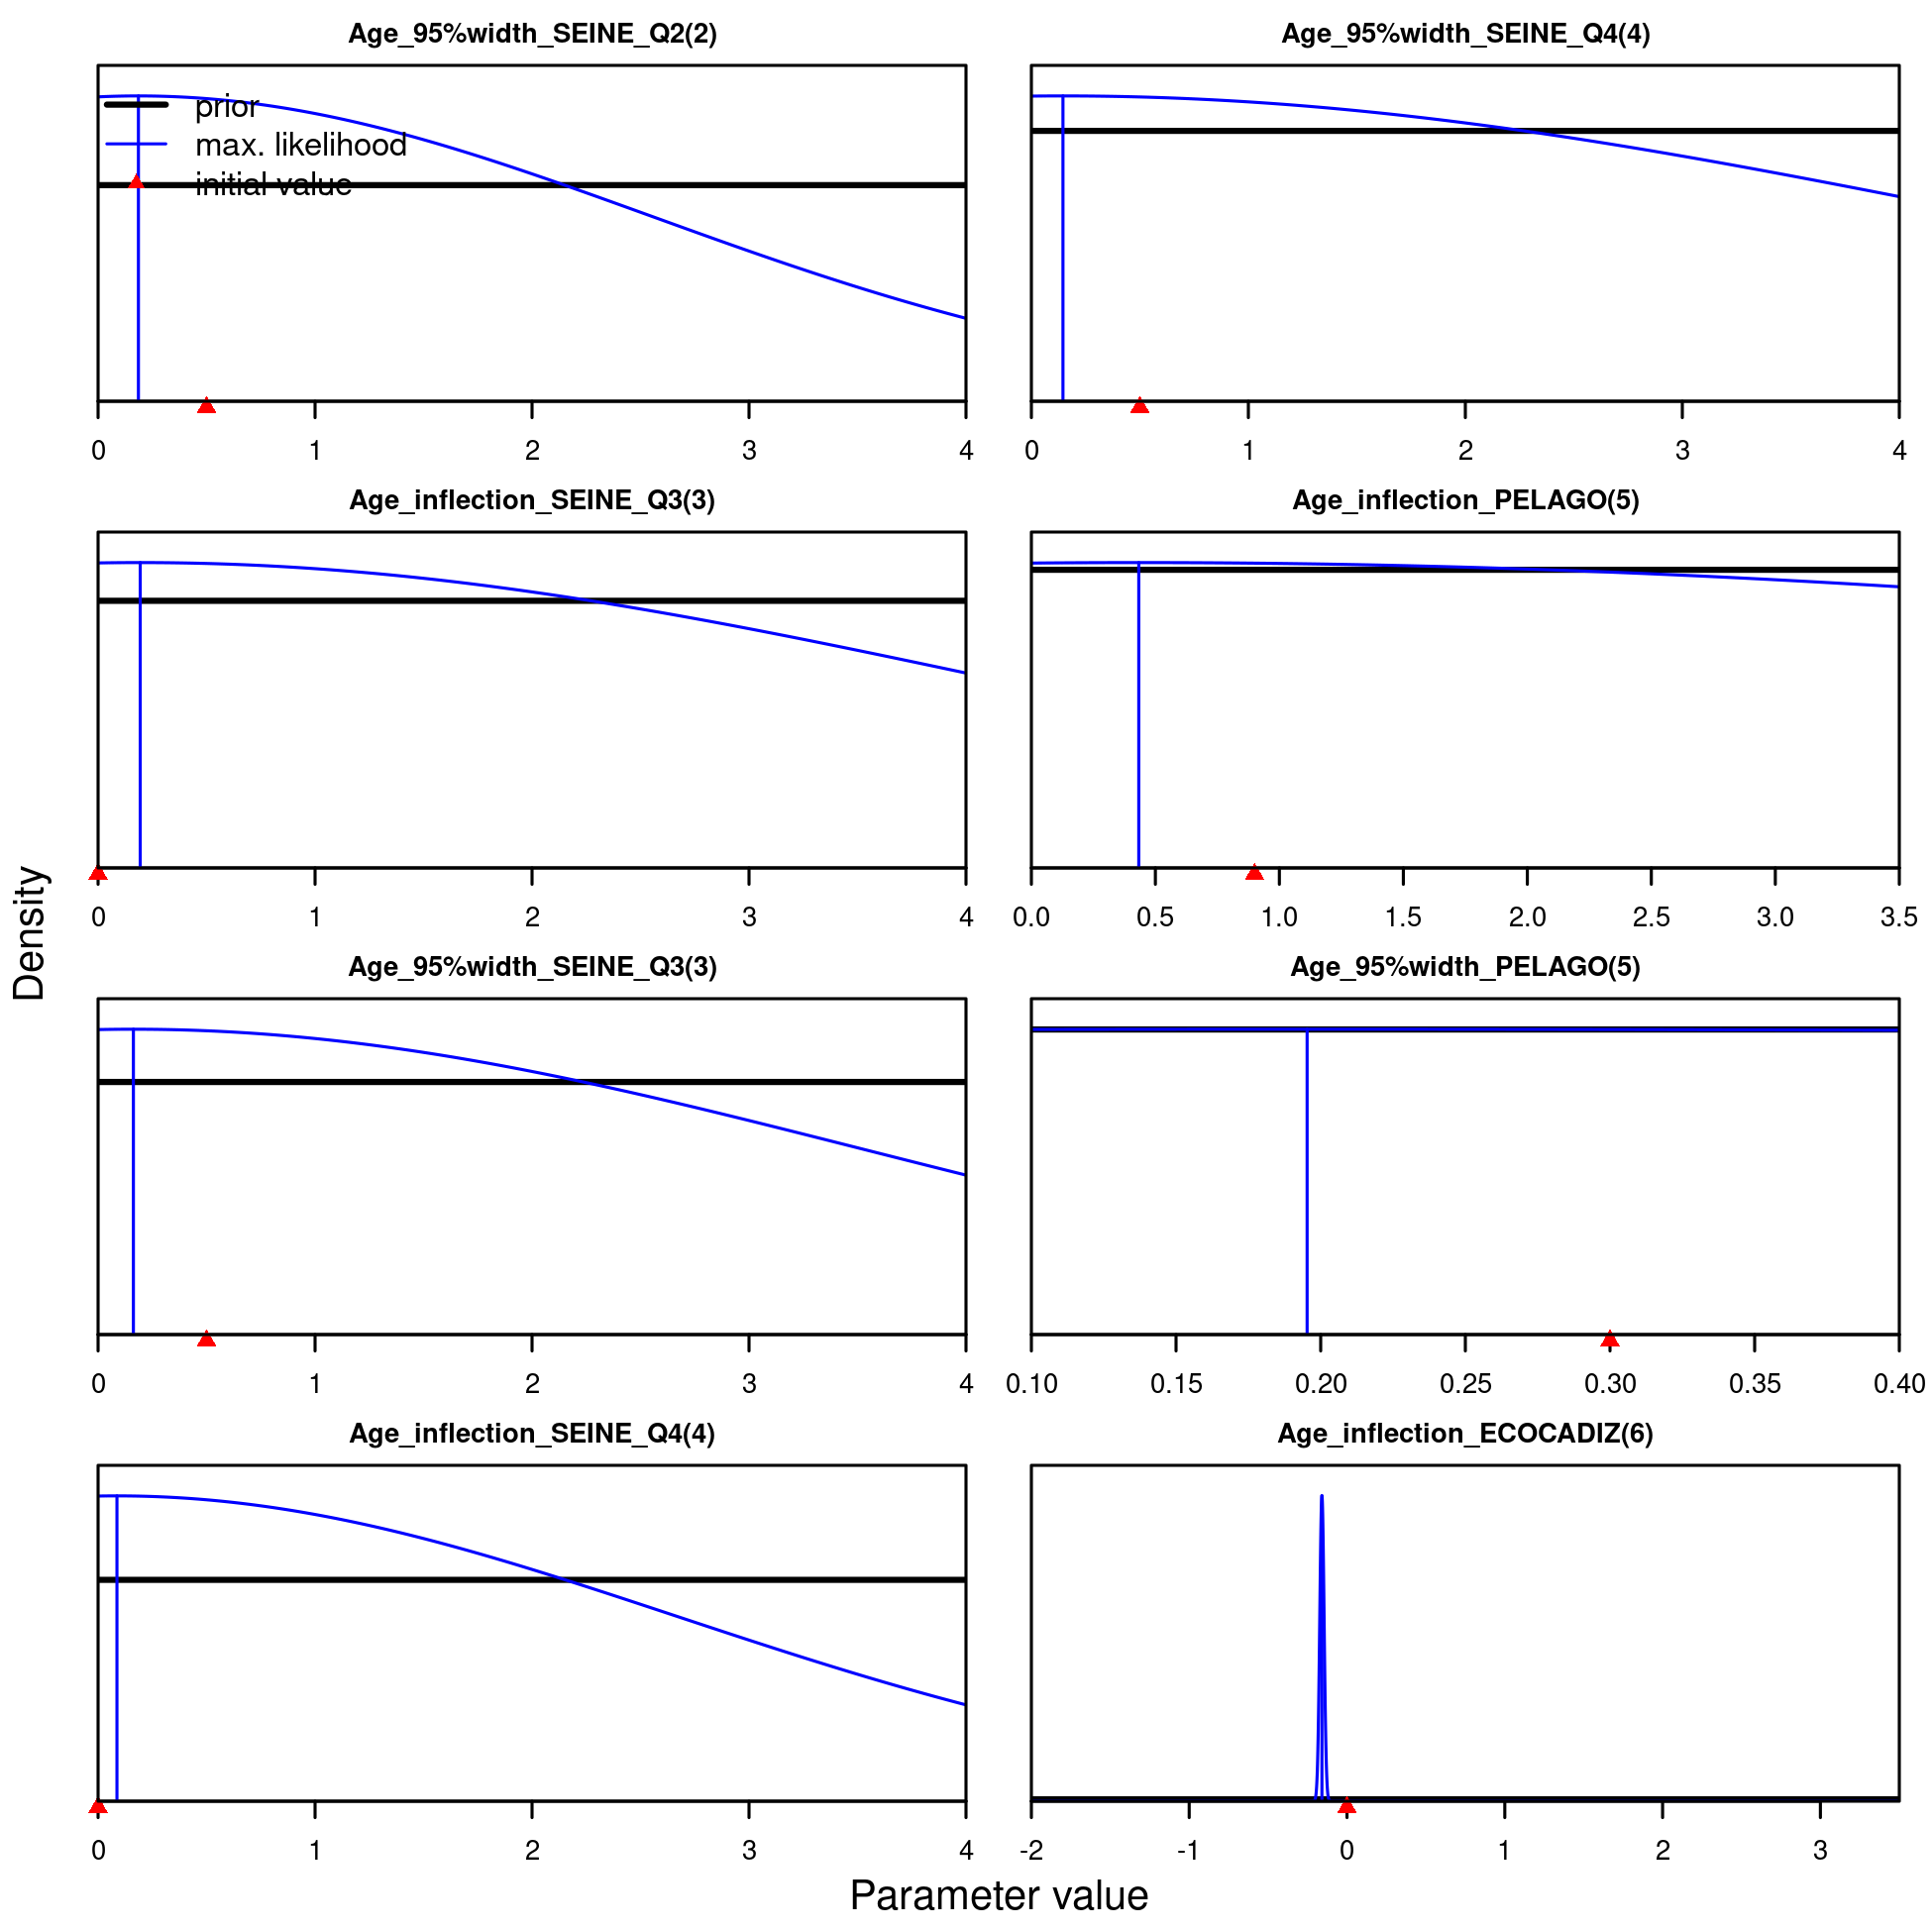 Age_95%width_SEINE_Q2(2)
prior
max. likelihood
initial value
0 1 2 3 4
Age_95%width_SEINE_Q4(4)
0 1 2 3 4
Age_inflection_SEINE_Q3(3)
0 1 2 3 4
Age_inflection_PELAGO(5)
0.0 0.5 1.0 1.5 2.0 2.5 3.0 3.5
Density
Age_95%width_SEINE_Q3(3)
0 1 2 3 4
Age_95%width_PELAGO(5)
0.10 0.15 0.20 0.25 0.30 0.35 0.40
Age_inflection_SEINE_Q4(4)
0 1 2 3 4
Age_inflection_ECOCADIZ(6)
-2 -1 0 1 2 3
Parameter value